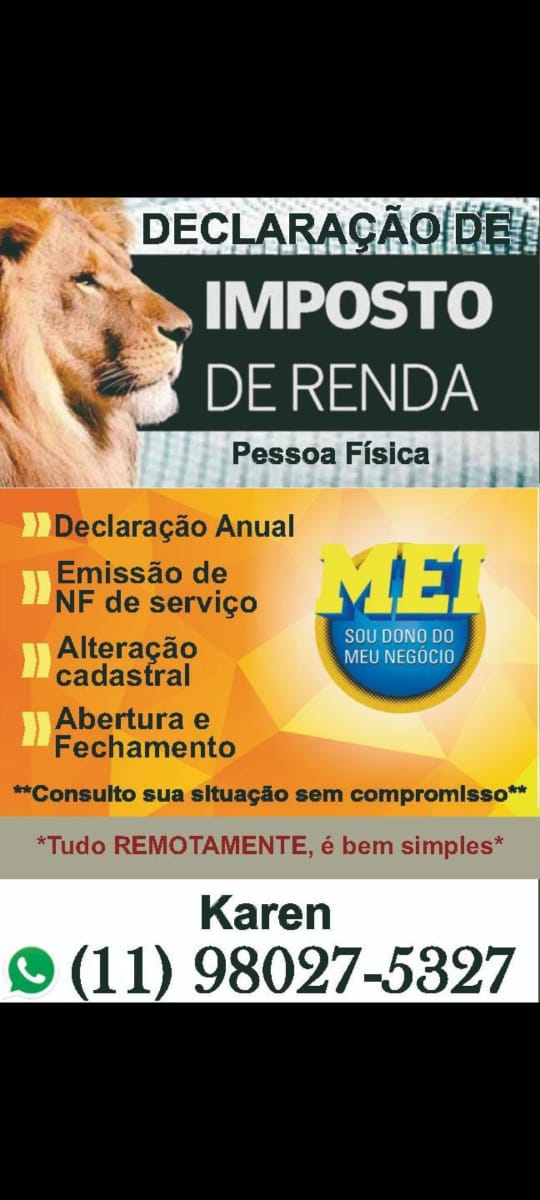 DECLARAÇÃO DE
IMPOSTO
DE RENDA
Pessoa Física
Declaração Anual
Emissão de
NF de serviço
Alteração
cadastral
Abertura e
Fechamento
MEI
SOU DONO DO
MEU NEGÓCIO
**Consulto sua situação sem compromisso**
*Tudo REMOTAMENTE, é bem simples*
Karen
(11) 98027-5327